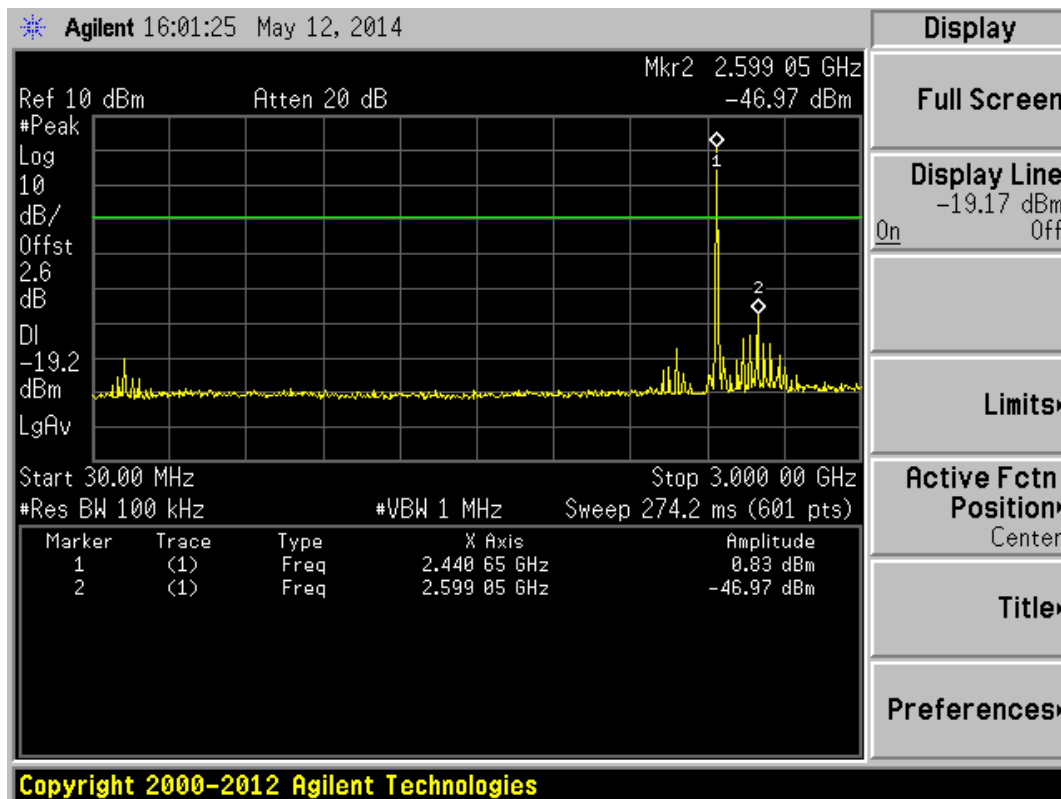 Agilent 16:01:25 May 12, 2014
Mkr2 2.599 05 GHz
Ref 10 dBm Atten 20 dB -46.97 dBm
#Peak
Log
10
dB/
Offst
2.6
dB
DI
-19.2
dBm
LgAv
1
2
Start 30.00 MHz Stop 3.000 00 GHz
#Res BW 100 kHz #VBW 1 MHz Sweep 274.2 ms (601 pts)
Marker Trace Type X Axis Amplitude
1 (1) Freq 2.440 65 GHz 0.83 dBm
2 (1) Freq 2.599 05 GHz -46.97 dBm
Display
Full Screen
Display Line
-19.17 dBm
On Off
Limits
Active Fctn
Position
Center
Title
Preferences
Copyright 2000-2012 Agilent Technologies